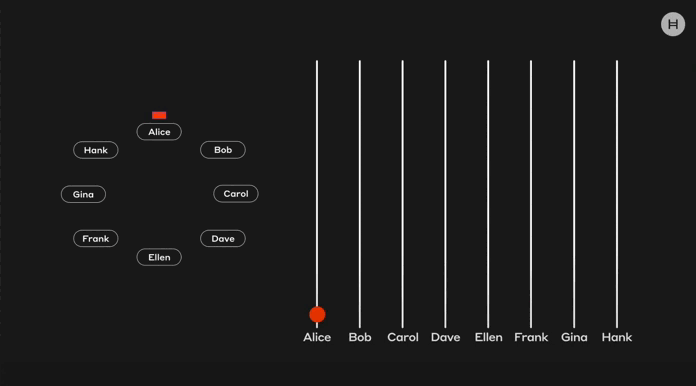 Alice
Hank
Bob
Gina
Carol
Frank
Dave
Ellen
Alice Bob Carol Dave Ellen Frank Gina Hank